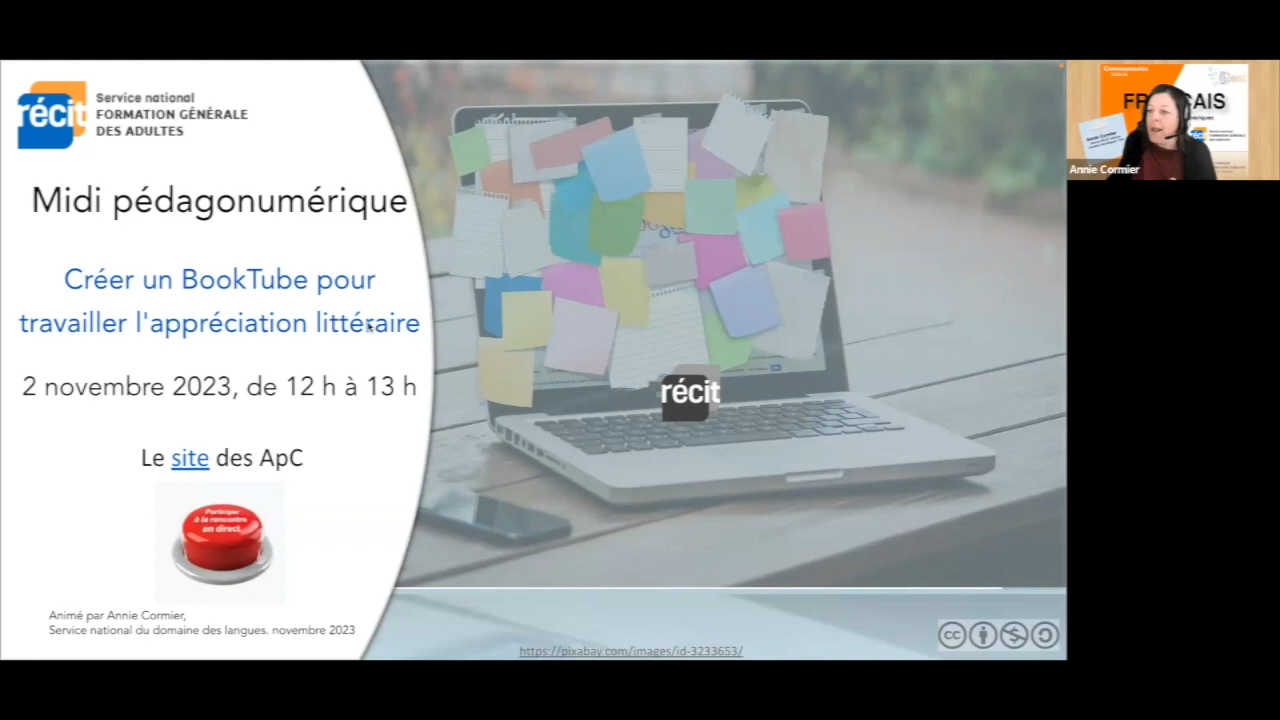 récit
Service national
FORMATION GÉNÉRALE
DES ADULTES
Midi pédagonumérique
Créer un BookTube pour
travailler l'appréciation littéraire
2 novembre 2023, de 12 h à 13 h
Le site des ApC
Participer
à la rencontre
en direct
Animé par Annie Cormier,
Service national du domaine des langues. novembre 2023
récit
https://pixabay.com/images/id-3233653/
cc
Annie Cormier
récit